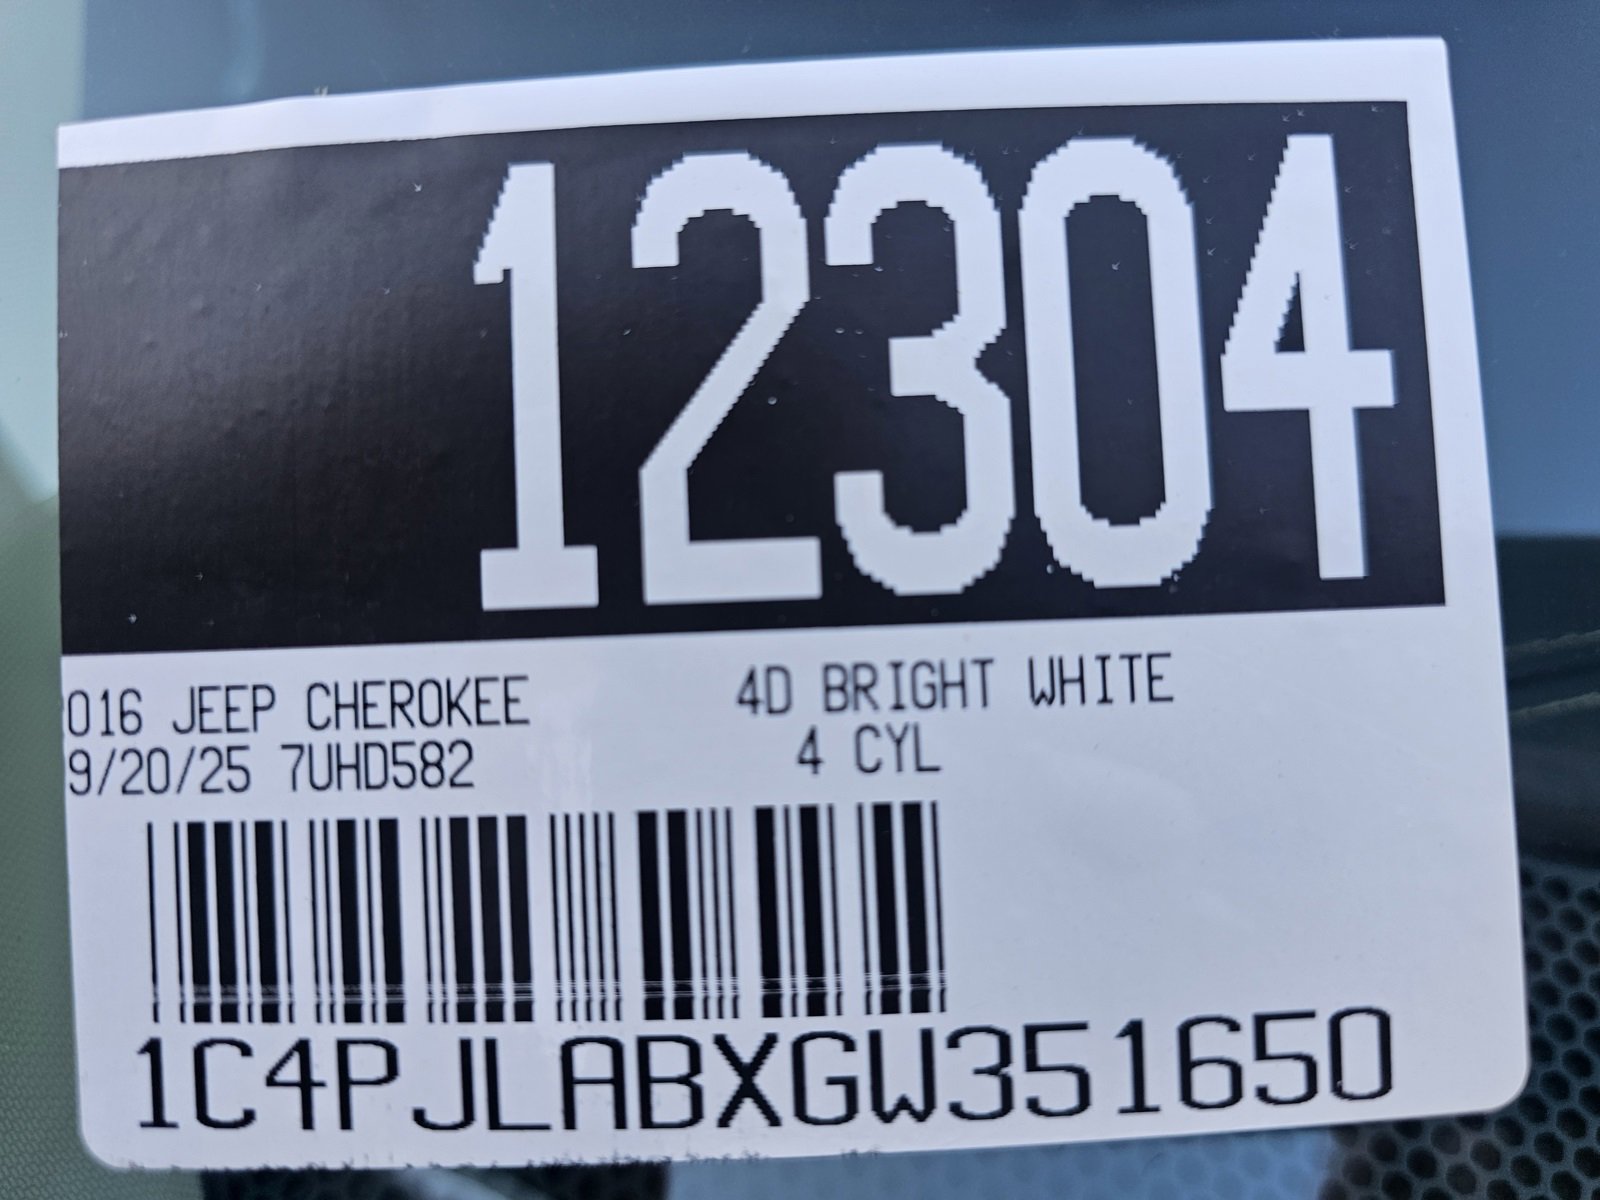 12304
016 JEEP CHEROKEE 4D BRIGHT WHITE
9/20/25 7UHD582 4 CYL
1C4PJLABXGW351650